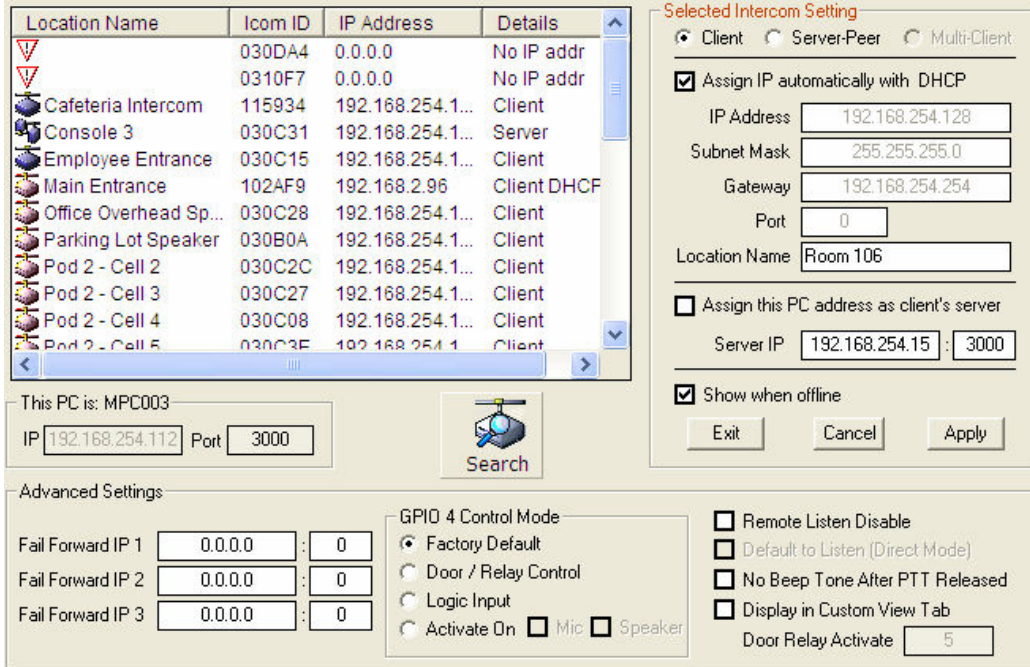 Location Name Icom ID IP Address Details
030DA4 0.0.0.0 No IP addr
0310F7 0.0.0.0 No IP addr
Cafeteria Intercom 115934 192.168.254.1... Client
Console 3 030C31 192.168.254.1... Server
Employee Entrance 030C15 192.168.254.1... Client
Main Entrance 102AF9 192.168.2.96 Client DHCF
Office Overhead Sp... 030C28 192.168.254.1... Client
Parking Lot Speaker 030B0A 192.168.254.1... Client
Pod 2 - Cell 2 030C2C 192.168.254.1... Client
Pod 2 - Cell 3 030C27 192.168.254.1... Client
Pod 2 - Cell 4 030C08 192.168.254.1... Client
Pod 2 - Cell 5 030C3E 192.168.254.1 Client
This PC is: MPC003
IP 192.168.254.112 Port 3000
Search
Selected Intercom Setting
Client Server-Peer Multi-Client
Assign IP automatically with DHCP
IP Address 192.168.254.128
Subnet Mask 255.255.255.0
Gateway 192.168.254.254
Port 0
Location Name Room 106
Assign this PC address as client's server
Server IP 192.168.254.15 : 3000
Show when offline
Exit Cancel Apply
Advanced Settings
Fail Forward IP 1 0.0.0.0 : 0
Fail Forward IP 2 0.0.0.0 : 0
Fail Forward IP 3 0.0.0.0 : 0
GPIO 4 Control Mode
Factory Default
Door / Relay Control
Logic Input
Activate On Mic Speaker
Remote Listen Disable
Default to Listen (Direct Mode)
No Beep Tone After PTT Released
Display in Custom View Tab
Door Relay Activate 5